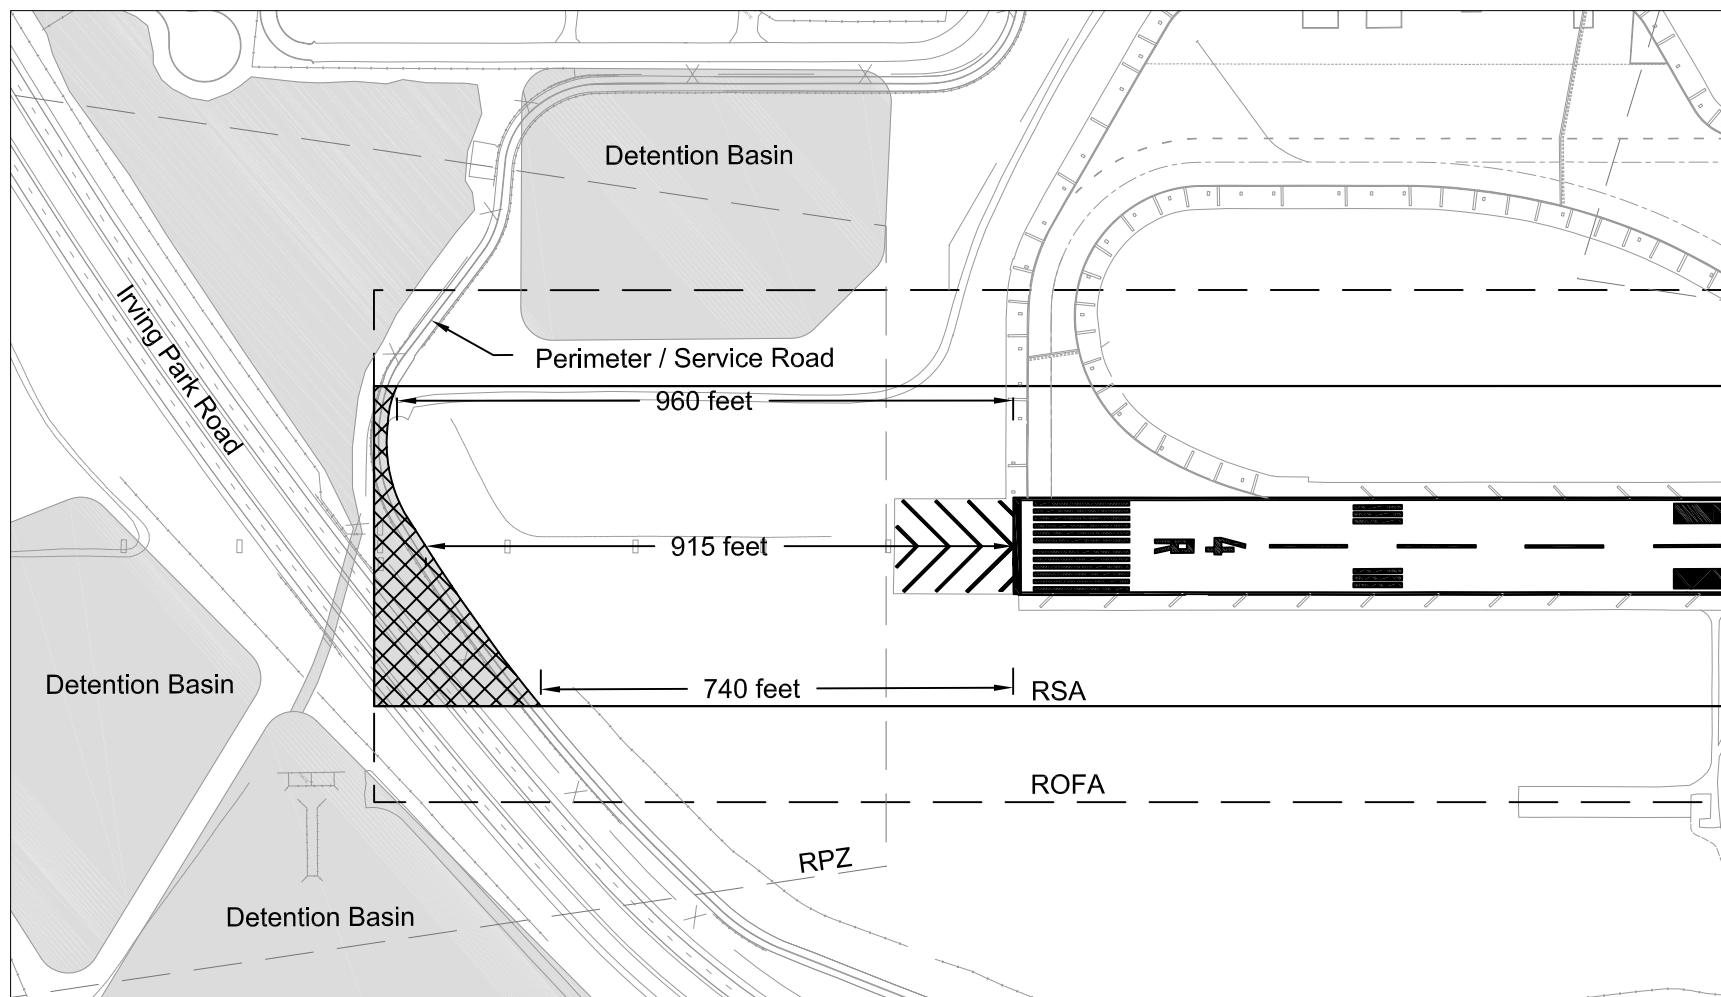 Detention Basin
Irving Park Road
Perimeter / Service Road
960 feet
915 feet
4R
Detention Basin
740 feet
RSA
ROFA
RPZ
Detention Basin